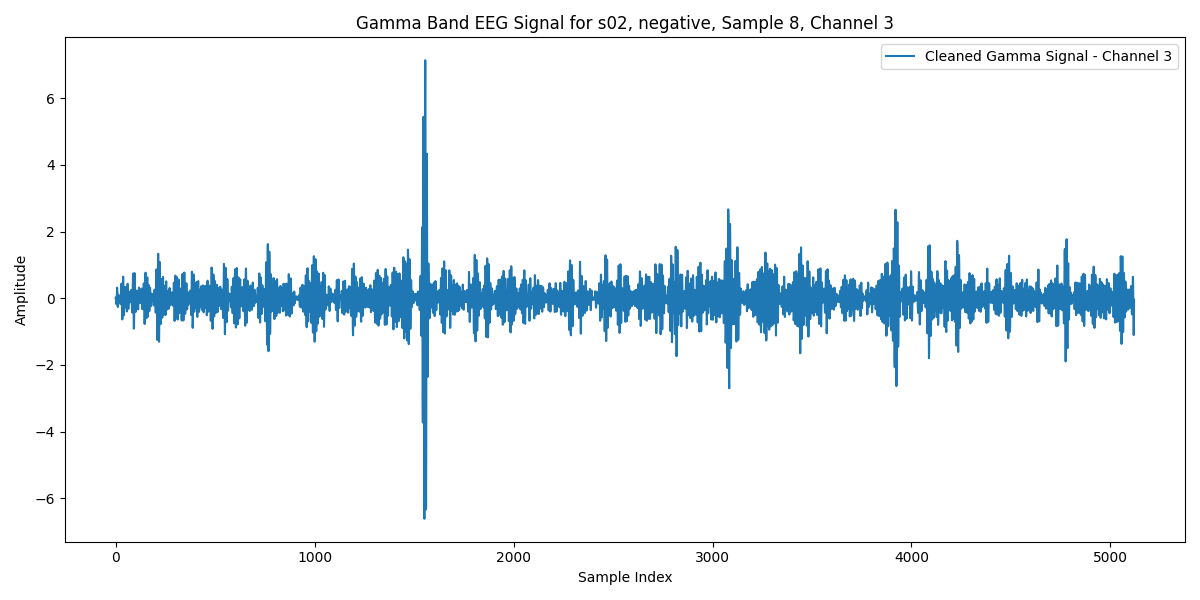 Gamma Band EEG Signal for s02, negative, Sample 8, Channel 3
Cleaned Gamma Signal - Channel 3
Amplitude
6
4
2
0
−2
−4
−6
0 1000 2000 3000 4000 5000
Sample Index